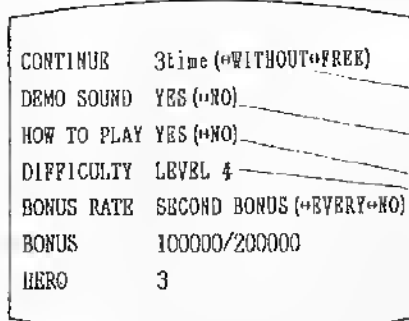 CONTINUE 3time (↔WITHOUT↔FREE)
DEMO SOUND YES (↔NO)
HOW TO PLAY YES (↔NO)
DIFFICULTY LEVEL 4
BONUS RATE SECOND BONUS (↔EVERY↔NO)
BONUS 100000/200000
HERO 3